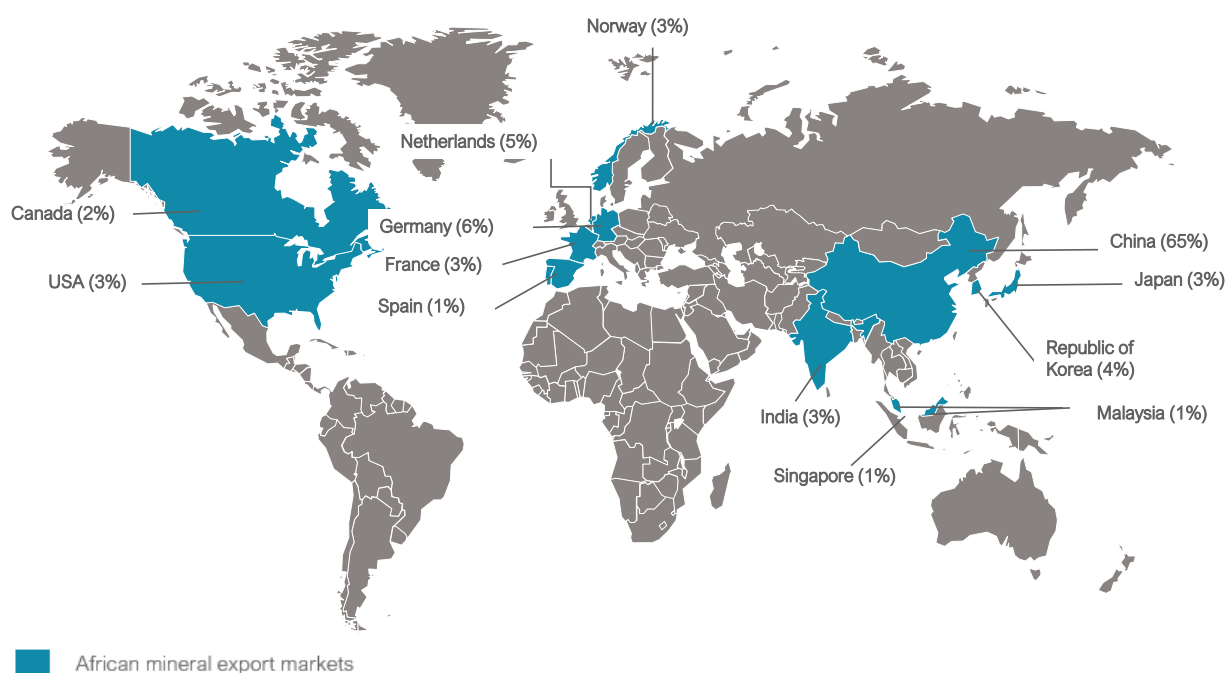 Norway (3%)
Netherlands (5%)
Canada (2%)
Germany (6%)
China (65%)
France (3%)
USA (3%)
Japan (3%)
Spain (1%)
Republic of
Korea (4%)
India (3%)
Malaysia (1%)
Singapore (1%)
African mineral export markets